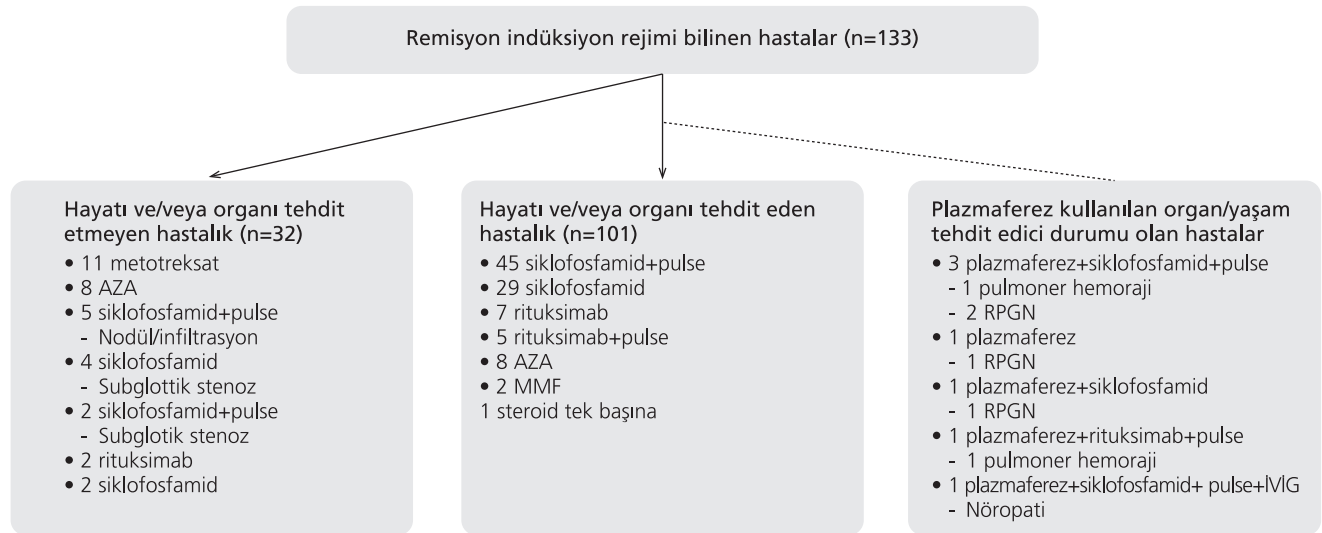 Remisyon indüksiyon rejimi bilinen hastalar (n=133)
Hayatı ve/veya organı tehdit
etmeyen hastalık (n=32)
• 11 metotreksat
• 8 AZA
• 5 siklofosfamid+pulse
- Nodül/infiltrasyon
• 4 siklofosfamid
- Subglottik stenoz
• 2 siklofosfamid+pulse
- Subglotik stenoz
• 2 rituksimab
• 2 siklofosfamid
Hayatı ve/veya organı tehdit eden
hastalık (n=101)
• 45 siklofosfamid+pulse
• 29 siklofosfamid
• 7 rituksimab
• 5 rituksimab+pulse
• 8 AZA
• 2 MMF
1 steroid tek başına
Plazmaferez kullanılan organ/yaşam
tehdit edici durumu olan hastalar
• 3 plazmaferez+siklofosfamid+pulse
- 1 pulmoner hemoraji
- 2 RPGN
• 1 plazmaferez
- 1 RPGN
• 1 plazmaferez+siklofosfamid
- 1 RPGN
• 1 plazmaferez+rituksimab+pulse
- 1 pulmoner hemoraji
• 1 plazmaferez+siklofosfamid+ pulse+IVIG
- Nöropati